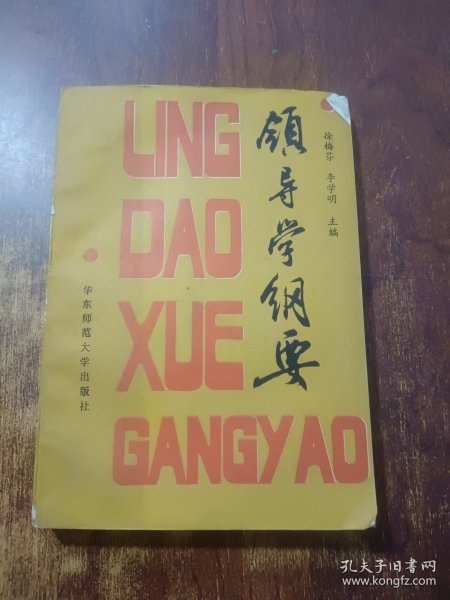 LING
DAO
XUE
GANGYAO
领导学纲要
徐梅芬 李学明 主编
华东师范大学出版社
孔夫子旧书网
www.kongfz.com